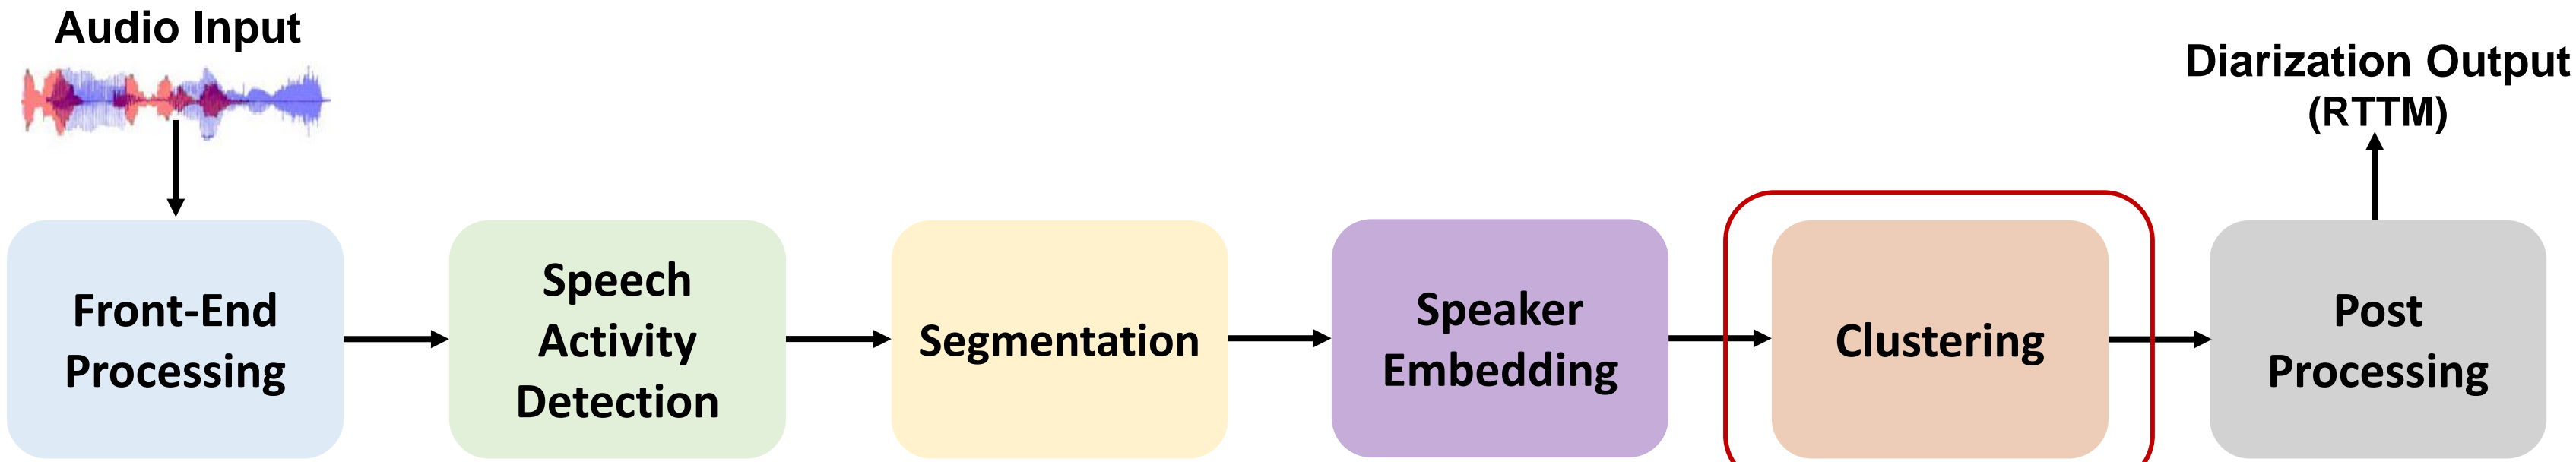 Audio Input
Diarization Output
(RTTM)
Front-End
Processing
Speech
Activity
Detection
Segmentation
Speaker
Embedding
Clustering
Post
Processing